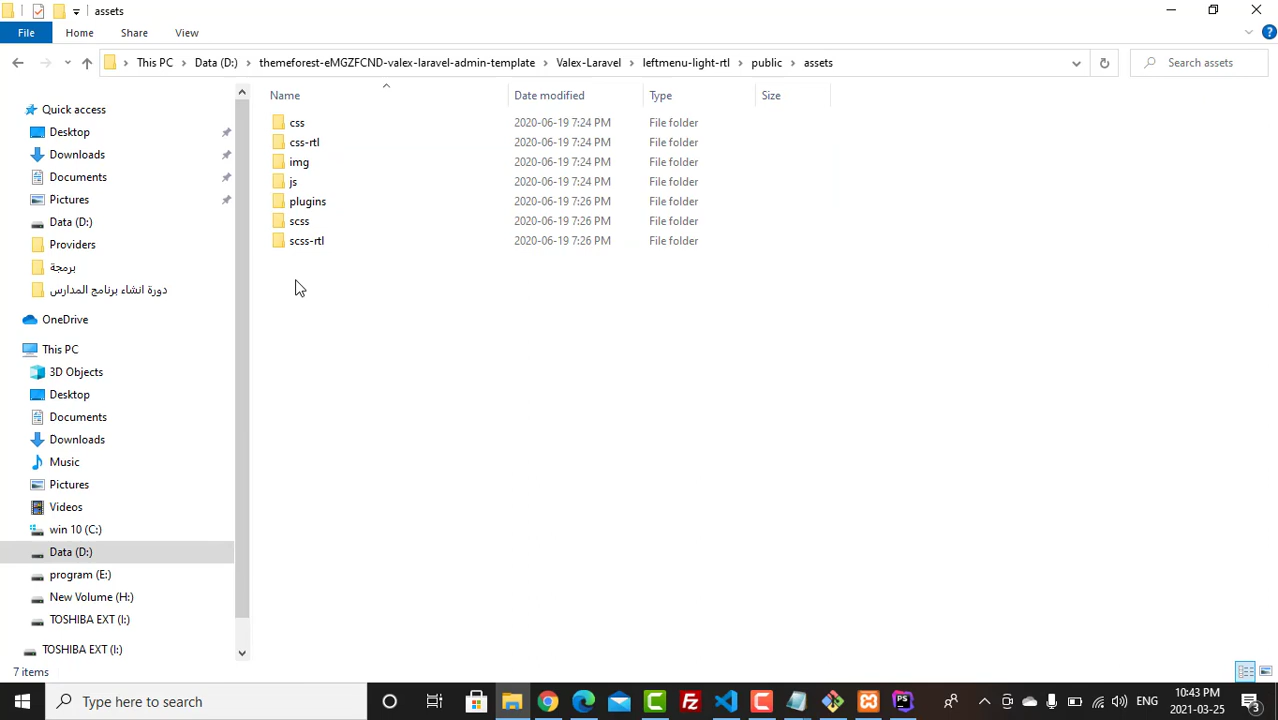 assets
File Home Share View
This PC Data (D:) themeforest-eMGZFCND-valex-laravel-admin-template Valex-Laravel leftmenu-light-rtl public assets Search assets
Name Date modified Type Size
css 2020-06-19 7:24 PM File folder
css-rtl 2020-06-19 7:24 PM File folder
img 2020-06-19 7:24 PM File folder
js 2020-06-19 7:24 PM File folder
plugins 2020-06-19 7:26 PM File folder
scss 2020-06-19 7:26 PM File folder
scss-rtl 2020-06-19 7:26 PM File folder
Quick access
Desktop
Downloads
Documents
Pictures
Data (D:)
Providers
برمجة
دورة انشاء برنامج المدارس
OneDrive
This PC
3D Objects
Desktop
Documents
Downloads
Music
Pictures
Videos
win 10 (C:)
Data (D:)
program (E:)
New Volume (H:)
TOSHIBA EXT (I:)
TOSHIBA EXT (I:)
7 items
Type here to search
ENG
10:43 PM
2021-03-25
3